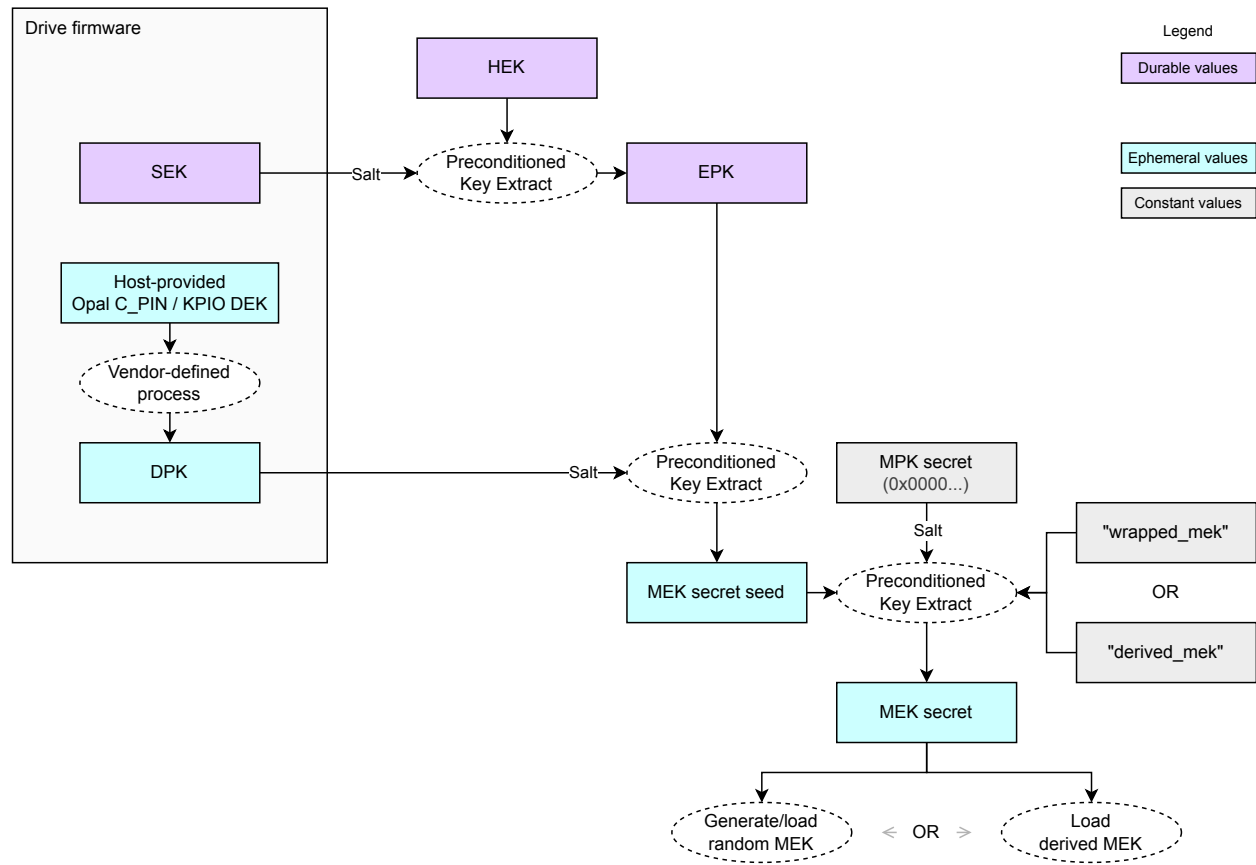 Drive firmware
Legend
HEK
Durable values
SEK
Salt
Preconditioned
Key Extract
EPK
Ephemeral values
Constant values
Host-provided
Opal C_PIN / KPIO DEK
Vendor-defined
process
DPK
Salt
Preconditioned
Key Extract
MPK secret
(0x0000...)
Salt
"wrapped_mek"
MEK secret seed
Preconditioned
Key Extract
OR
"derived_mek"
MEK secret
Generate/load
random MEK
OR
Load
derived MEK